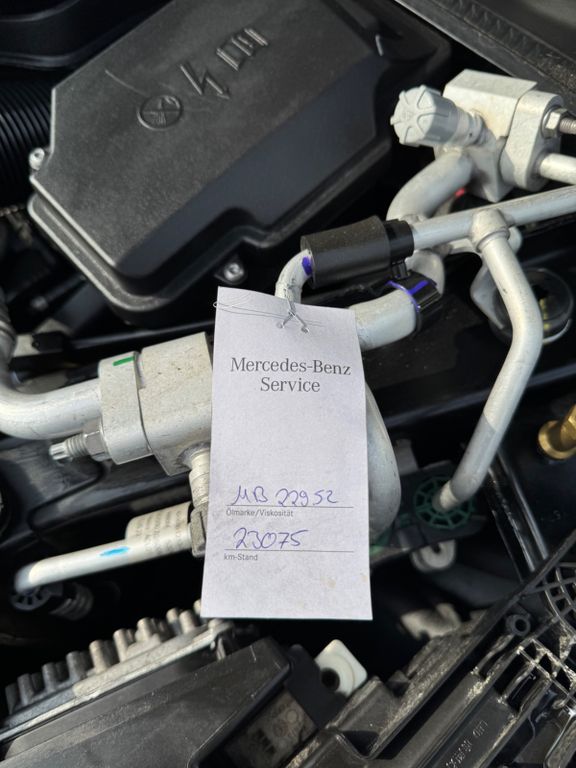 Mercedes-Benz
Service
MB 229 52
Ölmarke/Viskosität
23075
km-Stand